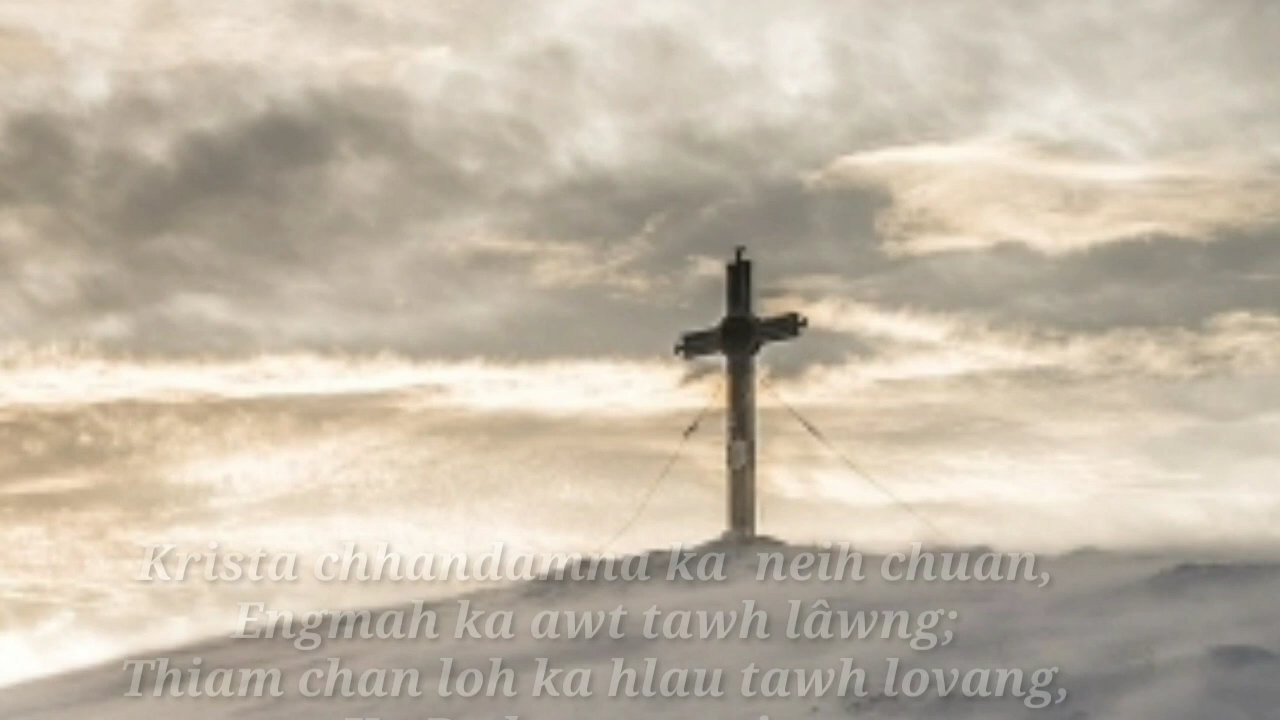 Krista chhandamna ka neih chuan,
Engmah ka awt tawh lâwng;
Thiam chan loh ka hlau tawh lovang,